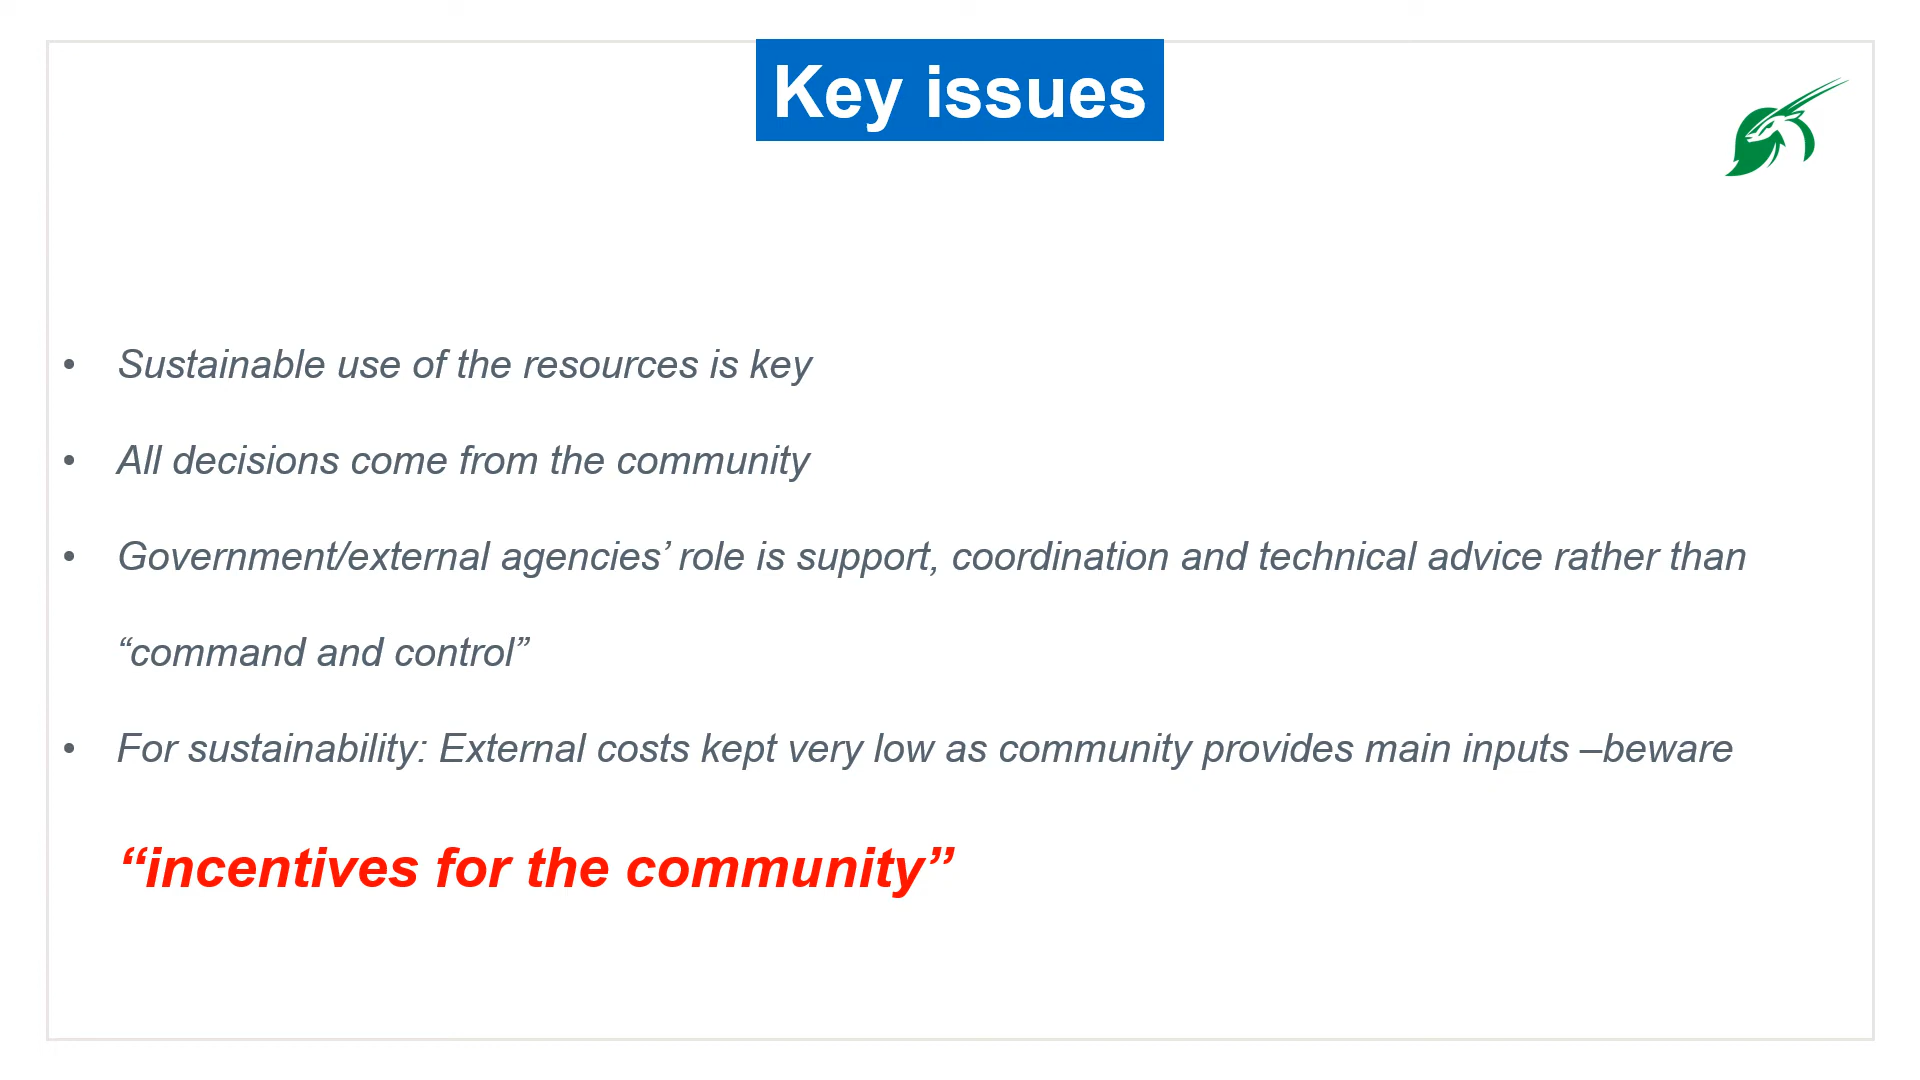 Key issues
• Sustainable use of the resources is key
• All decisions come from the community
• Government/external agencies’ role is support, coordination and technical advice rather than
“command and control”
• For sustainability: External costs kept very low as community provides main inputs –beware
“incentives for the community”